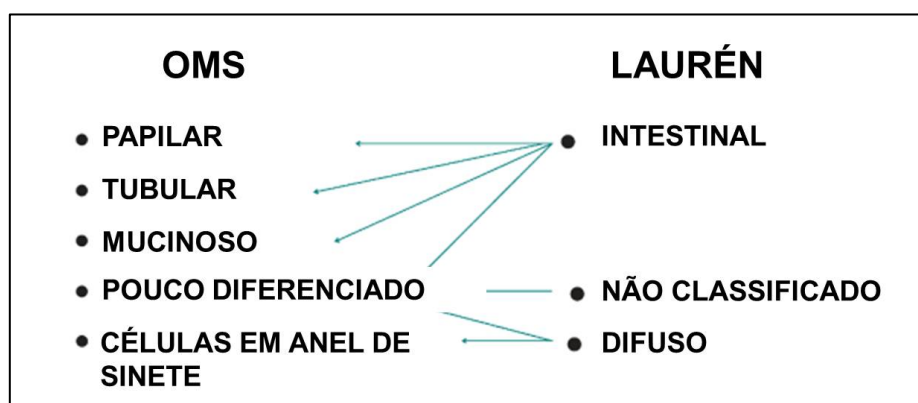 OMS
PAPILAR
TUBULAR
MUCINOSO
POUCO DIFERENCIADO
CÉLULAS EM ANEL DE
SINETE
LAURÉN
INTESTINAL
NÃO CLASSIFICADO
DIFUSO